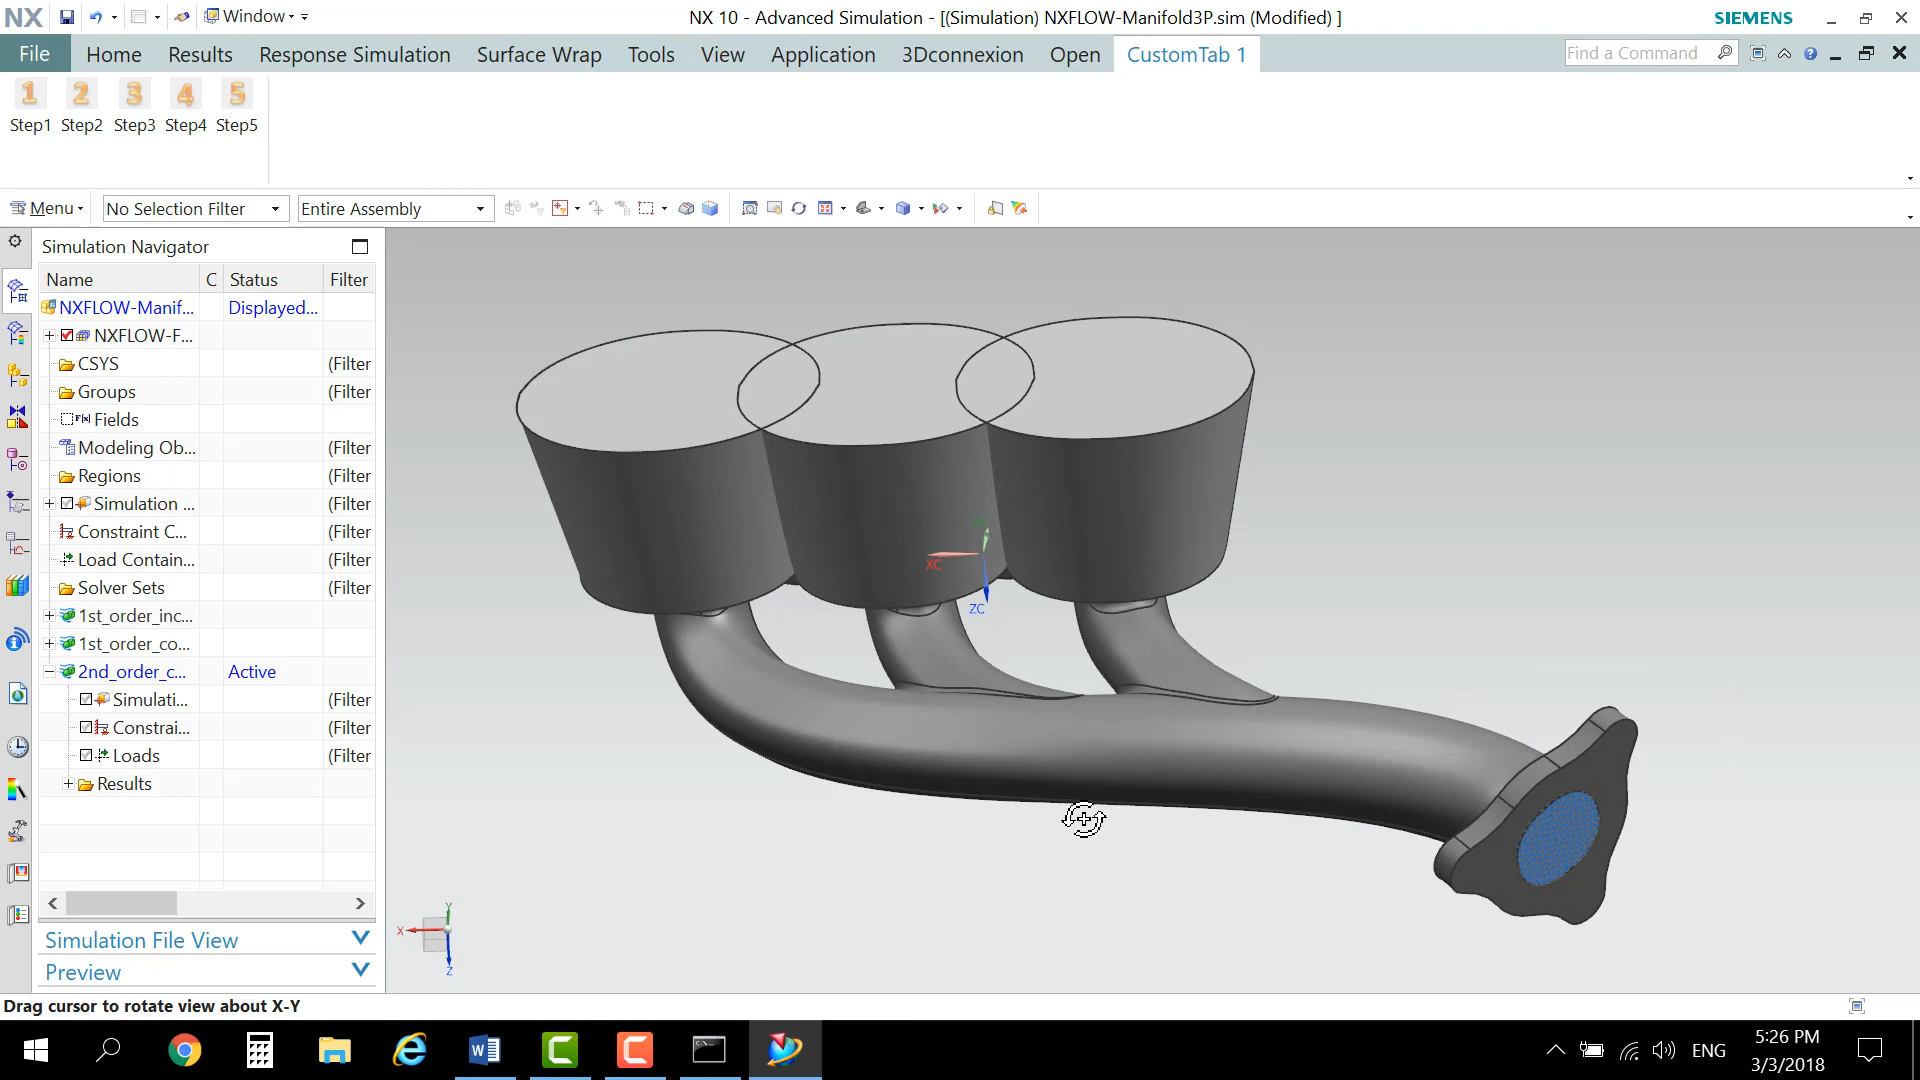 NX
Window
NX 10 - Advanced Simulation - [(Simulation) NXFLOW-Manifold3P.sim (Modified) ]
SIEMENS
File Home Results Response Simulation Surface Wrap Tools View Application 3Dconnexion Open CustomTab 1
Find a Command
1 2 3 4 5
Step1 Step2 Step3 Step4 Step5
Menu No Selection Filter Entire Assembly
Simulation Navigator
Name C Status Filter
NXFLOW-Manif... Displayed...
NXFLOW-F...
CSYS (Filter
Groups (Filter
Fields
Modeling Ob... (Filter
Regions (Filter
Simulation ... (Filter
Constraint C... (Filter
Load Contain... (Filter
Solver Sets (Filter
1st_order_inc...
1st_order_co...
2nd_order_c... Active
Simulati... (Filter
Constrai... (Filter
Loads (Filter
Results
XC
ZC
Y
X
Z
Simulation File View
Preview
Drag cursor to rotate view about X-Y
ENG
5:26 PM
3/3/2018